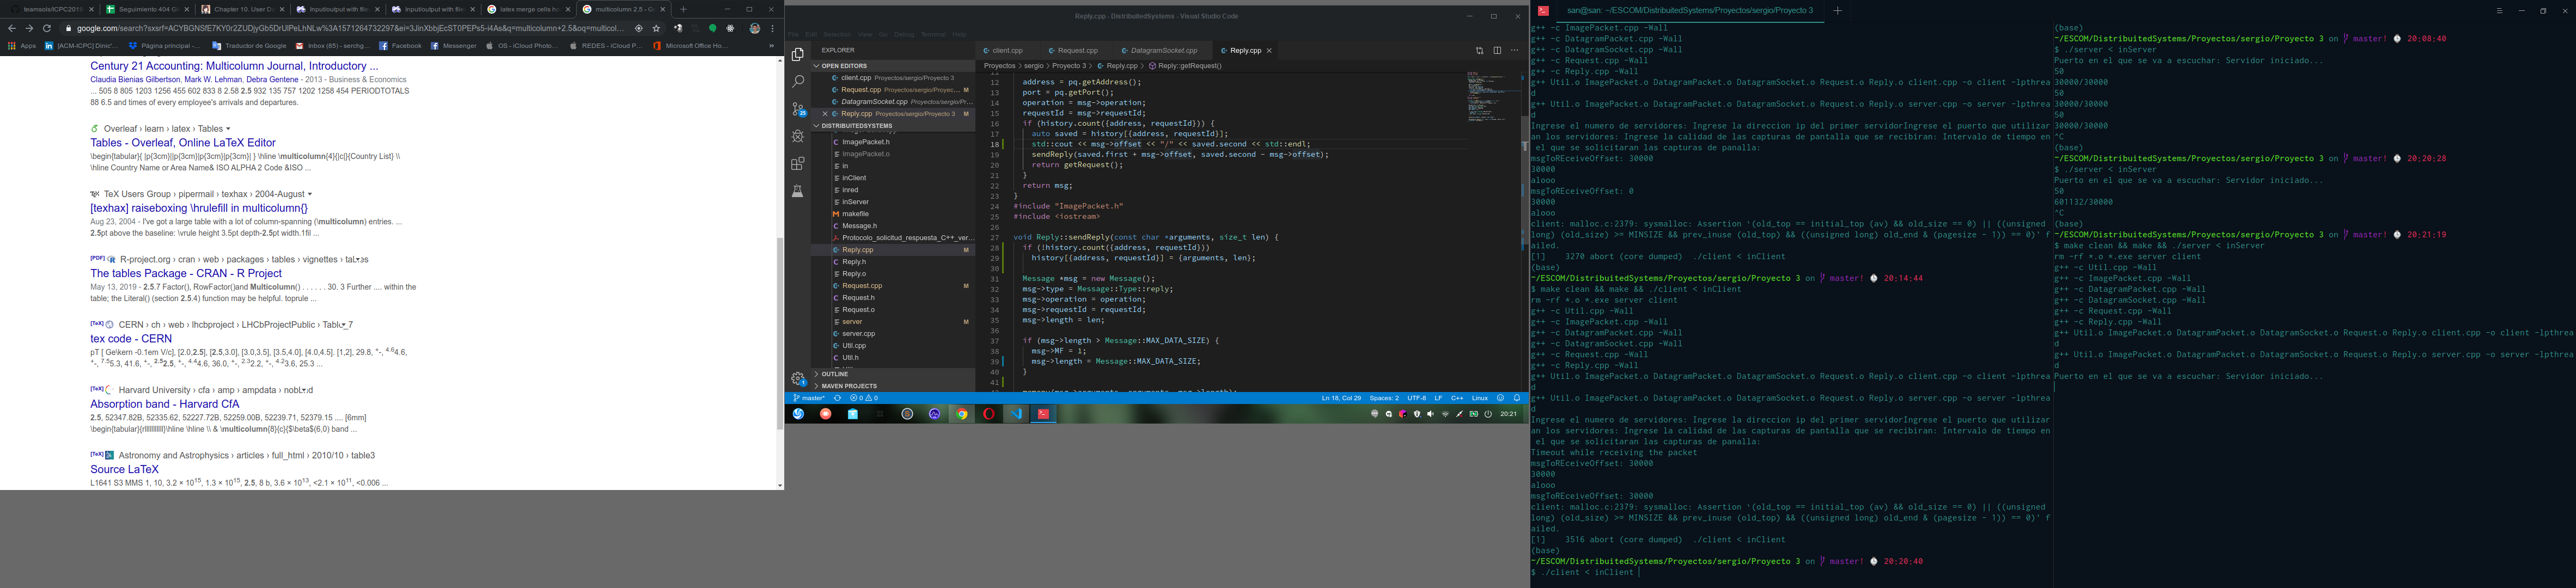 teamsols/ICPC2019
Seguimiento 404 Gi
Chapter 10. User Da
Input/output with file
Input/output with file
latex merge cells ho
multicolumn 2.5 - Go
google.com/search?sxsrf=ACYBGNSfE7KY0r2ZUDjyGb5DrUIPeLhNLw%3A1571264732297&ei=3JinXbbjEcST0PEPs5-i4As&q=multicolumn+2.5&oq=multicol...
Apps
[ACM-ICPC] Dinic'...
Página principal -...
Traductor de Google
Inbox (85) - serchg...
Facebook
Messenger
OS - iCloud Photo...
REDES - iCloud P...
Microsoft Office Ho...
Century 21 Accounting: Multicolumn Journal, Introductory ...
Claudia Bienias Gilbertson, Mark W. Lehman, Debra Gentene - 2013 - Business & Economics
... 505 8 805 1203 1256 455 602 833 8 2.58 2.5 932 135 757 1202 1258 454 PERIODTOTALS
88 6.5 and times of every employee's arrivals and departures.
Overleaf › learn › latex › Tables
Tables - Overleaf, Online LaTeX Editor
\begin{tabular}{ |p{3cm}||p{3cm}|p{3cm}|p{3cm}| } \hline \multicolumn{4}{|c|}{Country List} \\
\hline Country Name or Area Name& ISO ALPHA 2 Code &ISO ...
TeX Users Group › pipermail › texhax › 2004-August
[texhax] raiseboxing \hrulefill in multicolumn{}
Aug 23, 2004 - I've got a large table with a lot of column-spanning (\multicolumn) entries. ...
2.5pt above the baseline: \vrule height 3.5pt depth-2.5pt width.1fil ...
[PDF] R-project.org › cran › web › packages › tables › vignettes › tables
The tables Package - CRAN - R Project
May 13, 2019 - 2.5.7 Factor(), RowFactor()and Multicolumn() . . . . . . 30. 3 Further .... within the
table; the Literal() (section 2.5.4) function may be helpful. toprule ...
[TeX] CERN › ch › web › lhcbproject › LHCbProjectPublic › Table_7
tex code - CERN
pT [ Ge\kern -0.1em V/c], [2.0,2.5], [2.5,3.0], [3.0,3.5], [3.5,4.0], [4.0,4.5]. [1,2], 29.8, +-, 4.64.6,
+-, 7.55.3, 41.6, +-, 2.52.5, +-, 4.44.6, 36.0, +-, 2.32.2, +-, 4.23.6, 25.3 ...
[TeX] Harvard University › cfa › amp › ampdata › nobl.d
Absorption band - Harvard CfA
2.5, 52347.82B, 52335.62, 52227.72B, 52259.00B, 52239.71, 52379.15 .... [6mm]
\begin{tabular}{rlllllllllll}\hline \hline \\ & \multicolumn{8}{c}{$\beta${6,0) band ...
[TeX] Astronomy and Astrophysics › articles › full_html › 2010/10 › table3
Source LaTeX
L1641 S3 MMS 1, 10, 3.2 × 1015, 1.3 × 1015, 2.5, 8 b, 3.6 × 1013, <2.1 × 1011, <0.006 ...
Reply.cpp - DistribuitedSystems - Visual Studio Code
File Edit Selection View Go Debug Terminal Help
EXPLORER
OPEN EDITORS
client.cpp Proyectos/sergio/Proyecto 3
Request.cpp Proyectos/sergio/Proyec... M
DatagramSocket.cpp Proyectos/sergio/Pr...
Reply.cpp Proyectos/sergio/Proyecto 3 M
DISTRIBUITEDSYSTEMS
ImagePacket.h
ImagePacket.o
in
inClient
inred
inServer
makefile
Message.h
Protocolo_solicitud_respuesta_C++_ver...
Reply.cpp M
Reply.h
Reply.o
Request.cpp M
Request.h
Request.o
server M
server.cpp
Util.cpp
Util.h
OUTLINE
MAVEN PROJECTS
client.cpp
Request.cpp
DatagramSocket.cpp
Reply.cpp
Proyectos › sergio › Proyecto 3 › Reply.cpp › Reply::getRequest()
12 address = pq.getAddress();
13 port = pq.getPort();
14 operation = msg->operation;
15 requestId = msg->requestId;
16 if (history.count({address, requestId})) {
17 auto saved = history[{address, requestId}];
18 std::cout << msg->offset << "/" << saved.second << std::endl;
19 sendReply(saved.first + msg->offset, saved.second - msg->offset);
20 return getRequest();
21 }
22 return msg;
23 }
24 #include "ImagePacket.h"
25 #include <iostream>
26
27 void Reply::sendReply(const char *arguments, size_t len) {
28 if (!history.count({address, requestId}))
29 history[{address, requestId}] = {arguments, len};
30
31 Message *msg = new Message();
32 msg->type = Message::Type::reply;
33 msg->operation = operation;
34 msg->requestId = requestId;
35 msg->length = len;
36
37 if (msg->length > Message::MAX_DATA_SIZE) {
38 msg->MF = 1;
39 msg->length = Message::MAX_DATA_SIZE;
40 }
41
master*
0 0
Ln 18, Col 29
Spaces: 2
UTF-8
LF
C++
Linux
20:21
san@san: ~/ESCOM/DistribuitedSystems/Proyectos/sergio/Proyecto 3
g++ -c ImagePacket.cpp -Wall
g++ -c DatagramPacket.cpp -Wall
g++ -c DatagramSocket.cpp -Wall
g++ -c Request.cpp -Wall
g++ -c Reply.cpp -Wall
g++ Util.o ImagePacket.o DatagramPacket.o DatagramSocket.o Request.o Reply.o client.cpp -o client -lpthrea
d
g++ Util.o ImagePacket.o DatagramPacket.o DatagramSocket.o Request.o Reply.o server.cpp -o server -lpthrea
d
Ingrese el numero de servidores: Ingrese la direccion ip del primer servidorIngrese el puerto que utilizar
an los servidores: Ingrese la calidad de las capturas de pantalla que se recibiran: Intervalo de tiempo en
el que se solicitaran las capturas de panalla:
msgToREceiveOffset: 30000
30000
alooo
msgToREceiveOffset: 0
30000
alooo
client: malloc.c:2379: sysmalloc: Assertion '(old_top == initial_top (av) && old_size == 0) || ((unsigned
long) (old_size) >= MINSIZE && prev_inuse (old_top) && ((unsigned long) old_end & (pagesize - 1)) == 0)' f
ailed.
[1] 3270 abort (core dumped) ./client < inClient
(base)
~/ESCOM/DistribuitedSystems/Proyectos/sergio/Proyecto 3 on master! 20:14:44
$ make clean && make && ./client < inClient
rm -rf *.o *.exe server client
g++ -c Util.cpp -Wall
g++ -c ImagePacket.cpp -Wall
g++ -c DatagramPacket.cpp -Wall
g++ -c DatagramSocket.cpp -Wall
g++ -c Request.cpp -Wall
g++ -c Reply.cpp -Wall
g++ Util.o ImagePacket.o DatagramPacket.o DatagramSocket.o Request.o Reply.o client.cpp -o client -lpthrea
d
g++ Util.o ImagePacket.o DatagramPacket.o DatagramSocket.o Request.o Reply.o server.cpp -o server -lpthrea
d
Ingrese el numero de servidores: Ingrese la direccion ip del primer servidorIngrese el puerto que utilizar
an los servidores: Ingrese la calidad de las capturas de pantalla que se recibiran: Intervalo de tiempo en
el que se solicitaran las capturas de panalla:
Timeout while receiving the packet
msgToREceiveOffset: 30000
30000
alooo
msgToREceiveOffset: 30000
client: malloc.c:2379: sysmalloc: Assertion '(old_top == initial_top (av) && old_size == 0) || ((unsigned
long) (old_size) >= MINSIZE && prev_inuse (old_top) && ((unsigned long) old_end & (pagesize - 1)) == 0)' f
ailed.
[1] 3516 abort (core dumped) ./client < inClient
(base)
~/ESCOM/DistribuitedSystems/Proyectos/sergio/Proyecto 3 on master! 20:20:40
$ ./client < inClient
(base)
~/ESCOM/DistribuitedSystems/Proyectos/sergio/Proyecto 3 on master! 20:08:40
$ ./server < inServer
Puerto en el que se va a escuchar: Servidor iniciado...
50
30000/30000
50
30000/30000
50
30000/30000
^C
(base)
~/ESCOM/DistribuitedSystems/Proyectos/sergio/Proyecto 3 on master! 20:20:28
$ ./server < inServer
Puerto en el que se va a escuchar: Servidor iniciado...
50
601132/30000
^C
(base)
~/ESCOM/DistribuitedSystems/Proyectos/sergio/Proyecto 3 on master! 20:21:19
$ make clean && make && ./server < inServer
rm -rf *.o *.exe server client
g++ -c Util.cpp -Wall
g++ -c ImagePacket.cpp -Wall
g++ -c DatagramPacket.cpp -Wall
g++ -c DatagramSocket.cpp -Wall
g++ -c Request.cpp -Wall
g++ -c Reply.cpp -Wall
g++ Util.o ImagePacket.o DatagramPacket.o DatagramSocket.o Request.o Reply.o client.cpp -o client -lpthrea
d
g++ Util.o ImagePacket.o DatagramPacket.o DatagramSocket.o Request.o Reply.o server.cpp -o server -lpthrea
d
Puerto en el que se va a escuchar: Servidor iniciado...